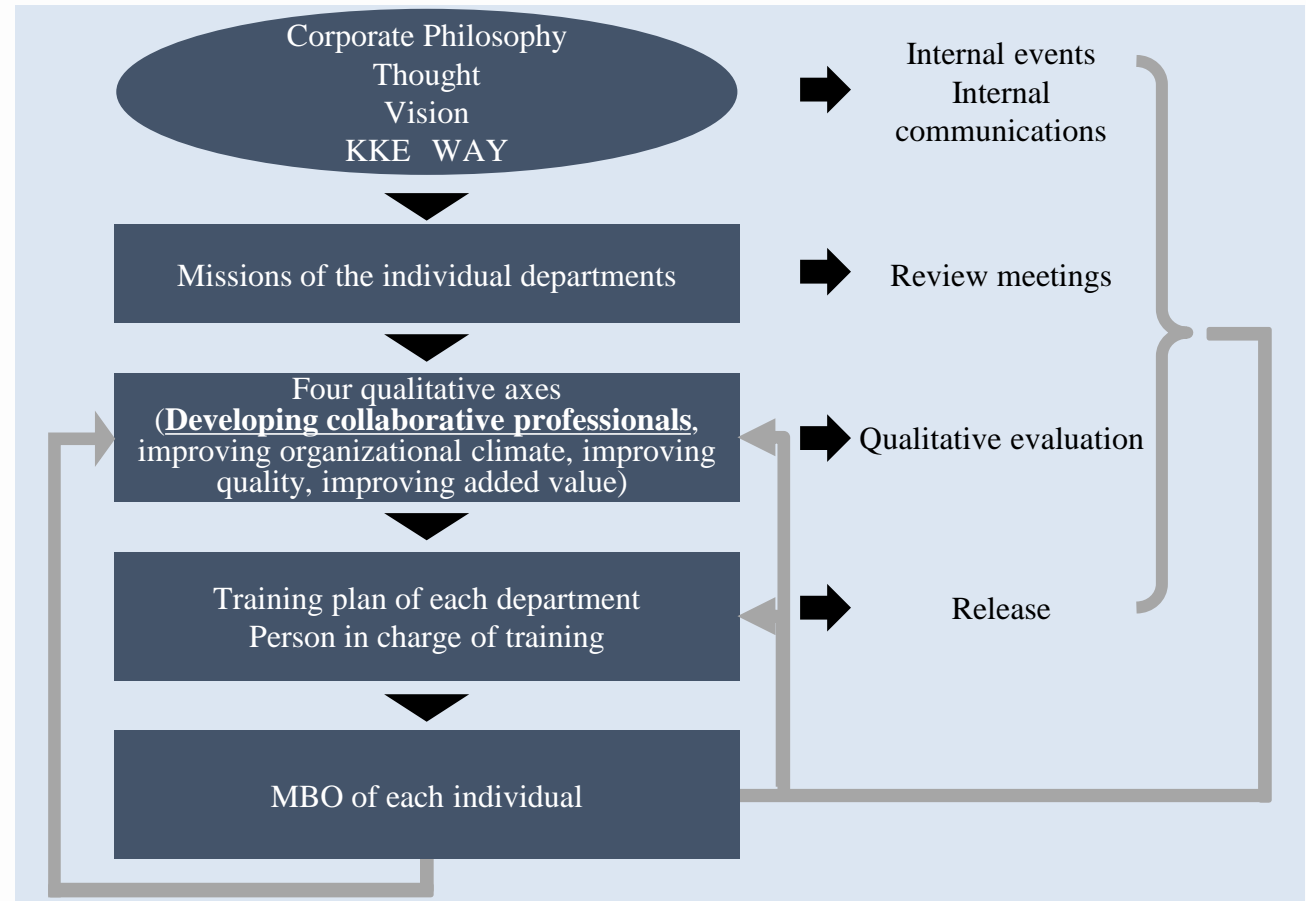 Corporate Philosophy
Thought
Vision
KKE WAY
Internal events
Internal
communications
Missions of the individual departments
Review meetings
Four qualitative axes
(Developing collaborative professionals,
improving organizational climate, improving
quality, improving added value)
Qualitative evaluation
Training plan of each department
Person in charge of training
Release
MBO of each individual